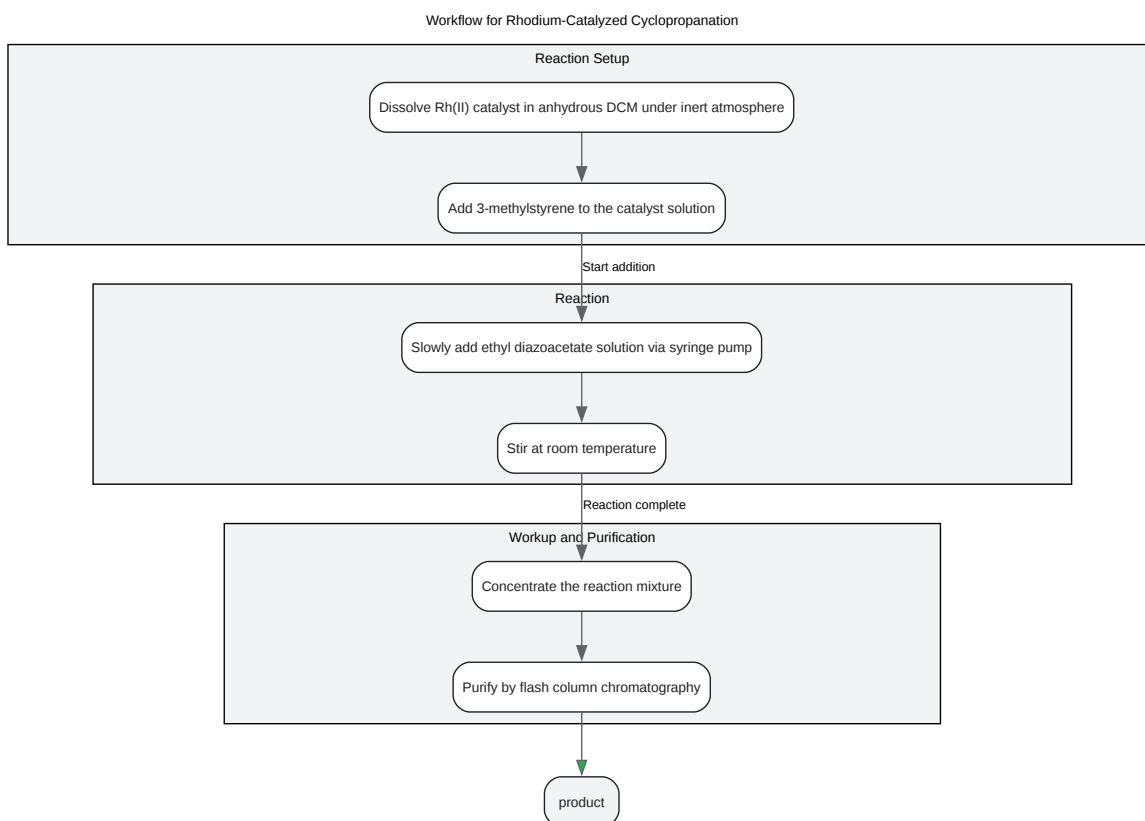 Workflow for Rhodium-Catalyzed Cyclopropanation
Reaction Setup
Dissolve Rh(II) catalyst in anhydrous DCM under inert atmosphere
Add 3-methylstyrene to the catalyst solution
Start addition
Reaction
Slowly add ethyl diazoacetate solution via syringe pump
Stir at room temperature
Reaction complete
Workup and Purification
Concentrate the reaction mixture
Purify by flash column chromatography
product